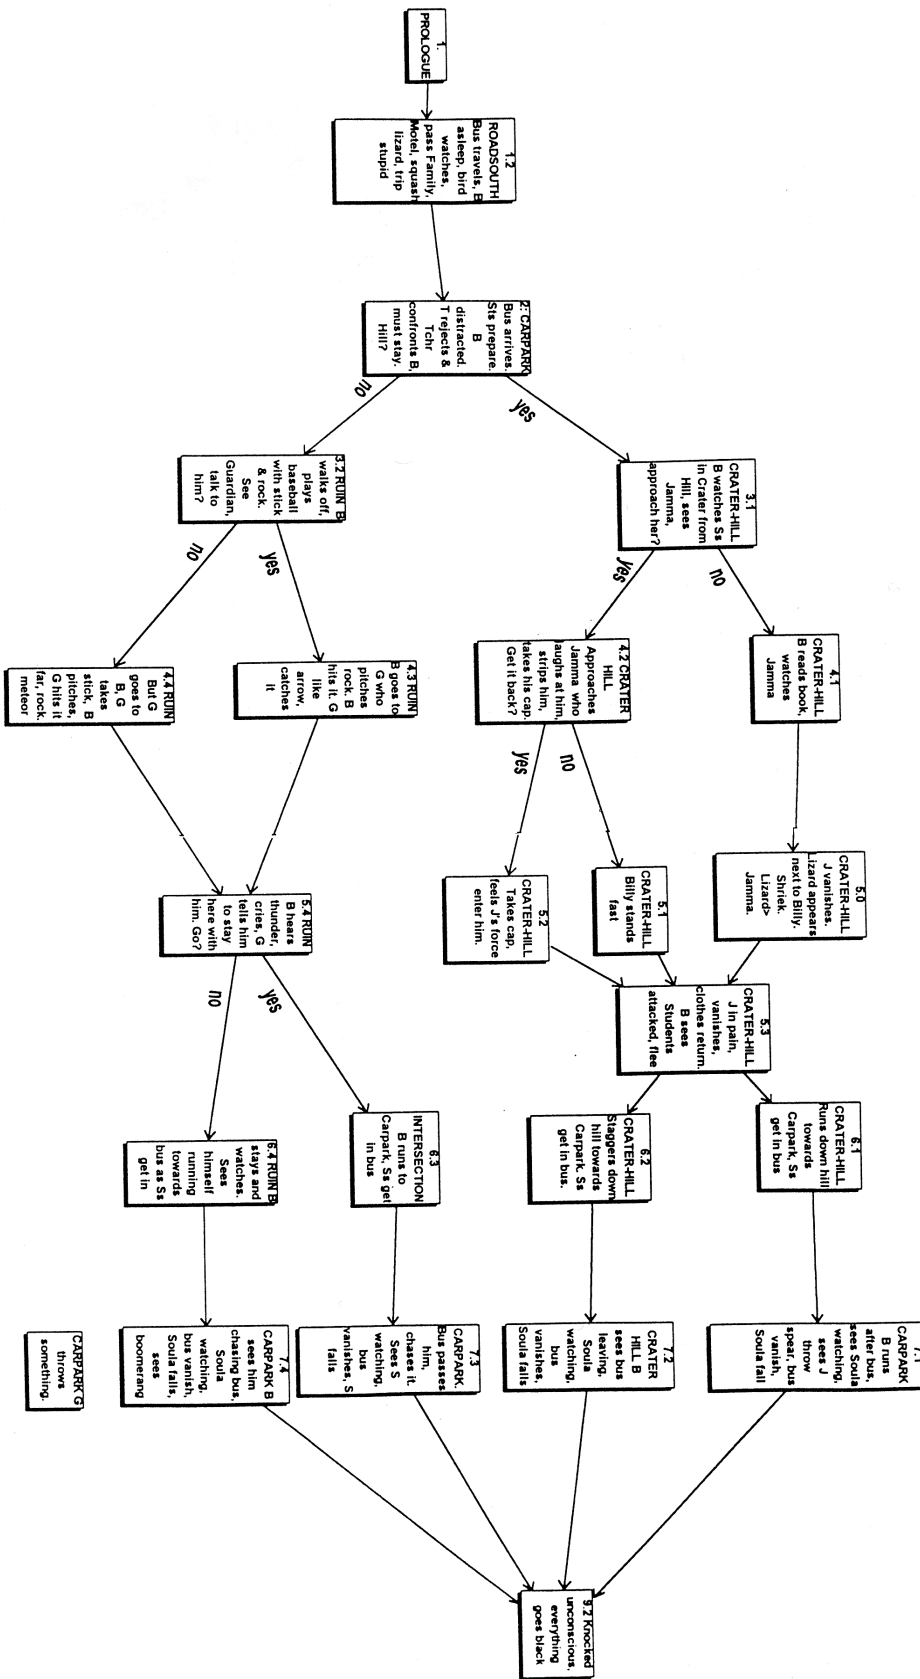 1.
PROLOGUE
1.2
ROADSOUTH
Bus travels, B
asleep, bird
watches,
pass Family,
Motel, squash
lizard, trip
stupid
2: CARPARK
Bus arrives.
Sts prepare.
B
distracted.
T rejects &
Tchr
confronts B,
must stay.
Hill?
yes
no
3.1
CRATER-HILL
B watches Ss
in Crater from
Hill, sees
Jamma,
approach her?
no
yes
3.2 RUIN B
walks off,
plays
baseball
with stick
& rock.
See
Guardian,
talk to
him?
yes
no
4.1
CRATER-HILL
B reads book,
watches
Jamma
4.2 CRATER
HILL
Approaches
Jamma who
laughs at him,
strips him,
takes his cap.
Get it back?
no
yes
4.3 RUIN
B goes to
G who
pitches
rock. B
hits it. G
like
arrow,
catches
it
4.4 RUIN
But G
goes to
B, G
takes
stick, B
pitches,
G hits it
far, rock.
meteor
5.0
CRATER-HILL
J vanishes.
Lizard appears
next to Billy.
Shriek.
Lizard>
Jamma.
5.1
CRATER-HILL
Billy stands
fast
5.2
CRATER-HILL
Takes cap,
feels J's force
enter him.
5.3
CRATER-HILL
J in pain,
vanishes,
clothes return.
B sees
Students
attacked, flee
5.4 RUIN
B hears
thunder,
cries, G
tells him
to stay
here with
him. Go?
yes
no
6.1
CRATER-HILL
Runs down hill
towards
Carpark, Ss
get in bus
6.2
CRATER-HILL
Staggers down
hill towards
Carpark. Ss
get in bus.
6.3
INTERSECTION
B runs to
Carpark, Ss get
in bus
6.4 RUIN B
stays and
watches.
Sees
himself
running
towards
bus as Ss
get in
7.1
CARPARK
B runs
after bus,
sees Soula
watching,
sees J
throw
spear, bus
vanish,
Soula fall
7.2
CRATER
HILL B
sees bus
leaving,
Soula
watching,
bus
vanishes,
Soula falls
7.3
CARPARK.
Bus passes
him,
chases it.
Sees S
watching,
bus
vanishes, S
falls
7.4
CARPARK B
sees him
chasing bus,
Soula
watching,
bus vanish,
Soula falls,
sees
boomerang
CARPARK G
throws
something.
9.2 Knocked
unconscious,
everything
goes black